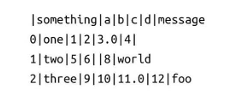 |something|a|b|c|d|message
0|one|1|2|3.0|4|
1|two|5|6||8|world
2|three|9|10|11.0|12|foo